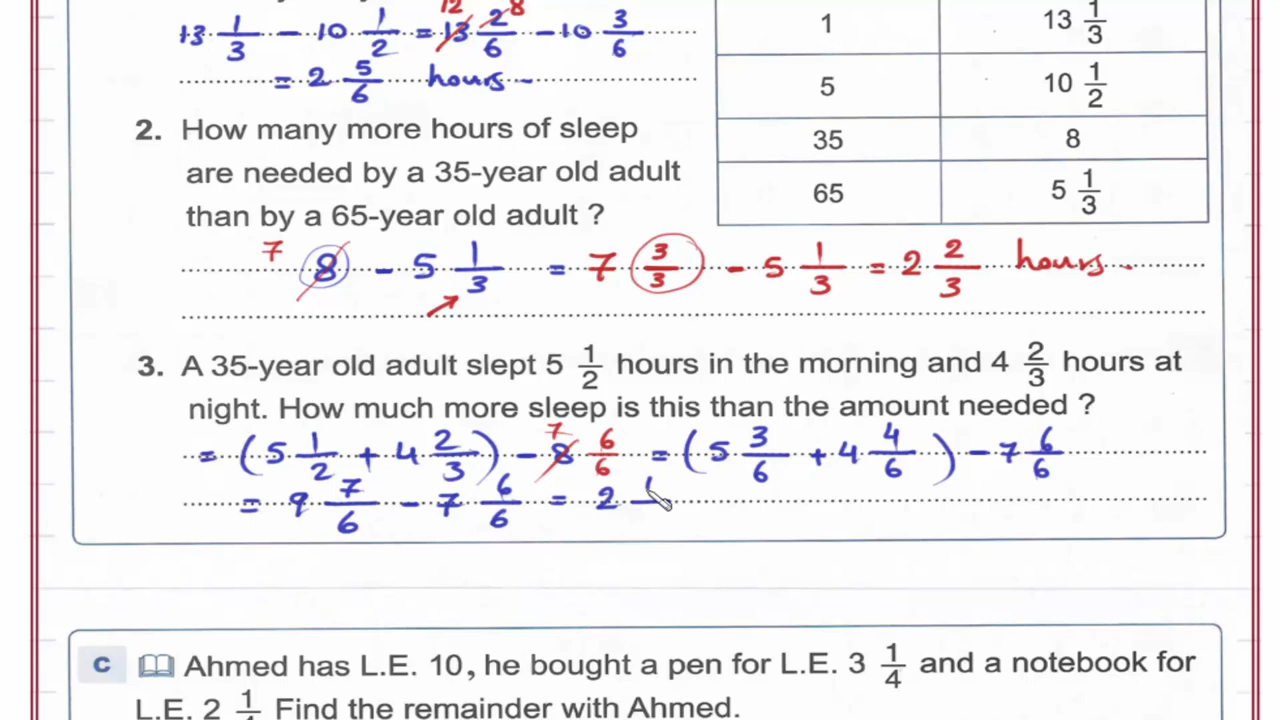 13 1/3 − 10 1/2 = 12 13 2/6 8 − 10 3/6
= 2 5/6 hours.
1 13 1/3
5 10 1/2
35 8
65 5 1/3
2. How many more hours of sleep
are needed by a 35-year old adult
than by a 65-year old adult ?
7 8 − 5 1/3 = 7 3/3 − 5 1/3 = 2 2/3 hours.
3. A 35-year old adult slept 5 1/2 hours in the morning and 4 2/3 hours at
night. How much more sleep is this than the amount needed ?
= (5 1/2 + 4 2/3) − 7 8 6/6 = (5 3/6 + 4 4/6) − 7 6/6
= 9 7/6 − 7 6/6 = 2 1
C Ahmed has L.E. 10, he bought a pen for L.E. 3 1/4 and a notebook for
L.E. 2 1 Find the remainder with Ahmed.